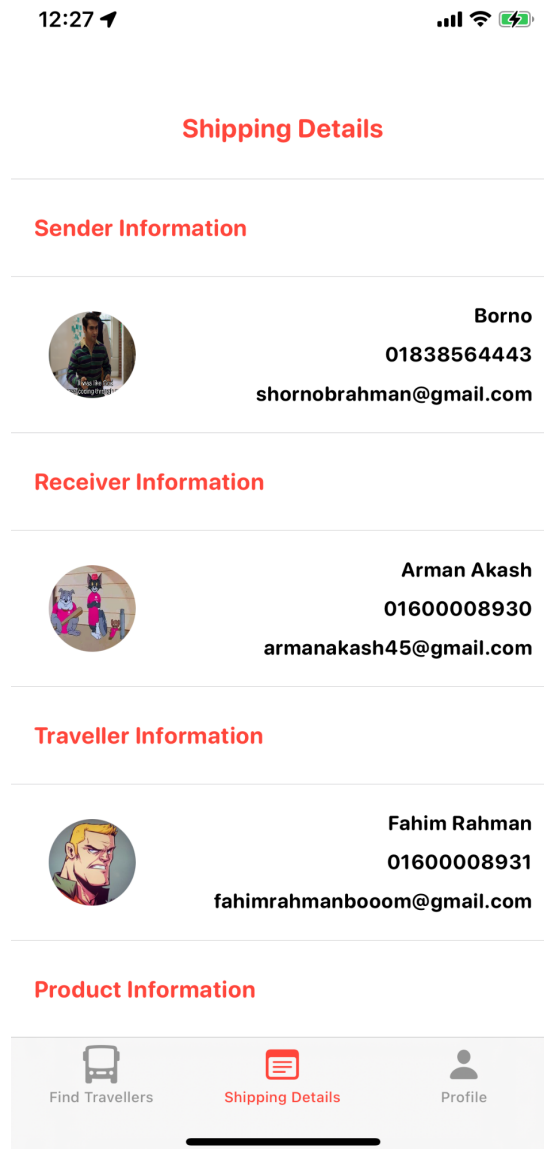 12:27
Shipping Details
Sender Information
Borno
01838564443
shornobrahman@gmail.com
Receiver Information
Arman Akash
01600008930
armanakash45@gmail.com
Traveller Information
Fahim Rahman
01600008931
fahimrahmanbooom@gmail.com
Product Information
Find Travellers
Shipping Details
Profile